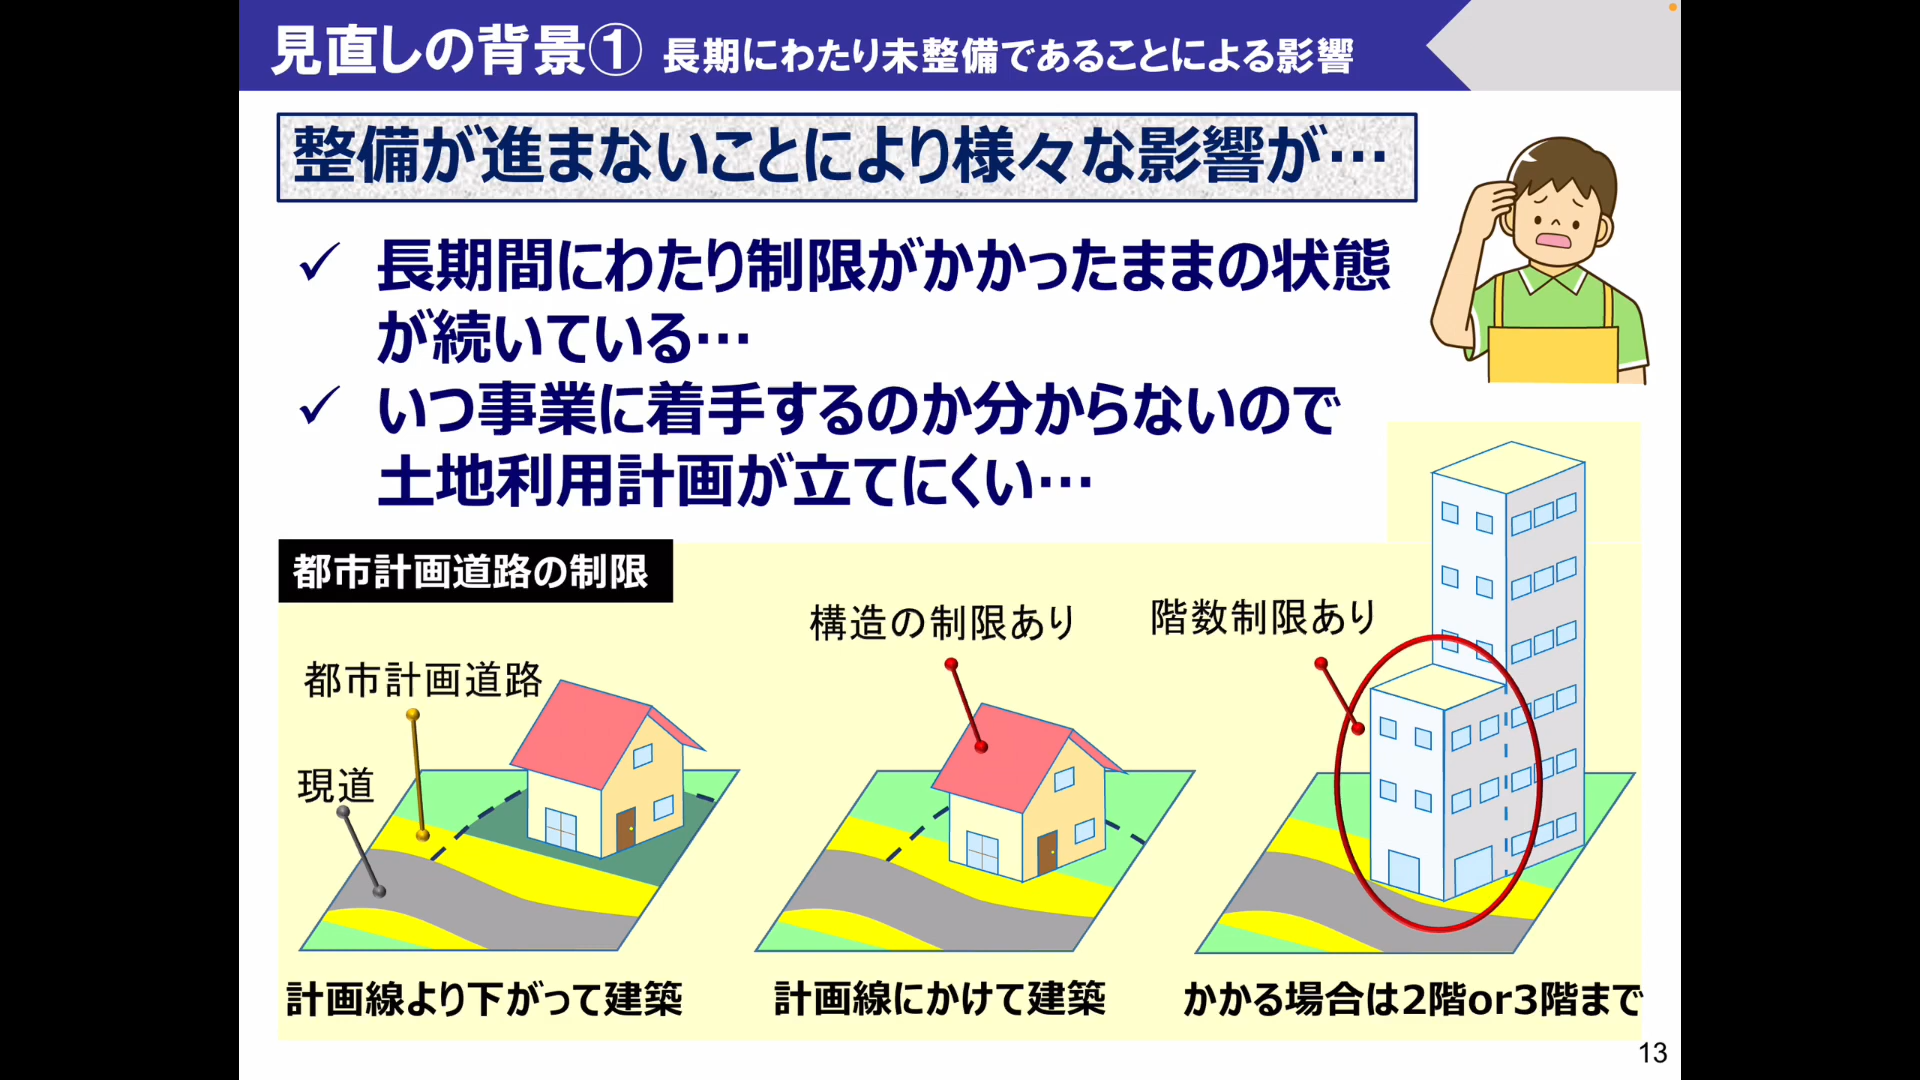 見直しの背景① 長期にわたり未整備であることによる影響
整備が進まないことにより様々な影響が…
✓ 長期間にわたり制限がかかったままの状態
が続いている…
✓ いつ事業に着手するのか分からないので
土地利用計画が立てにくい…
都市計画道路の制限
都市計画道路
現道
計画線より下がって建築
構造の制限あり
計画線にかけて建築
階数制限あり
かかる場合は2階or3階まで
13